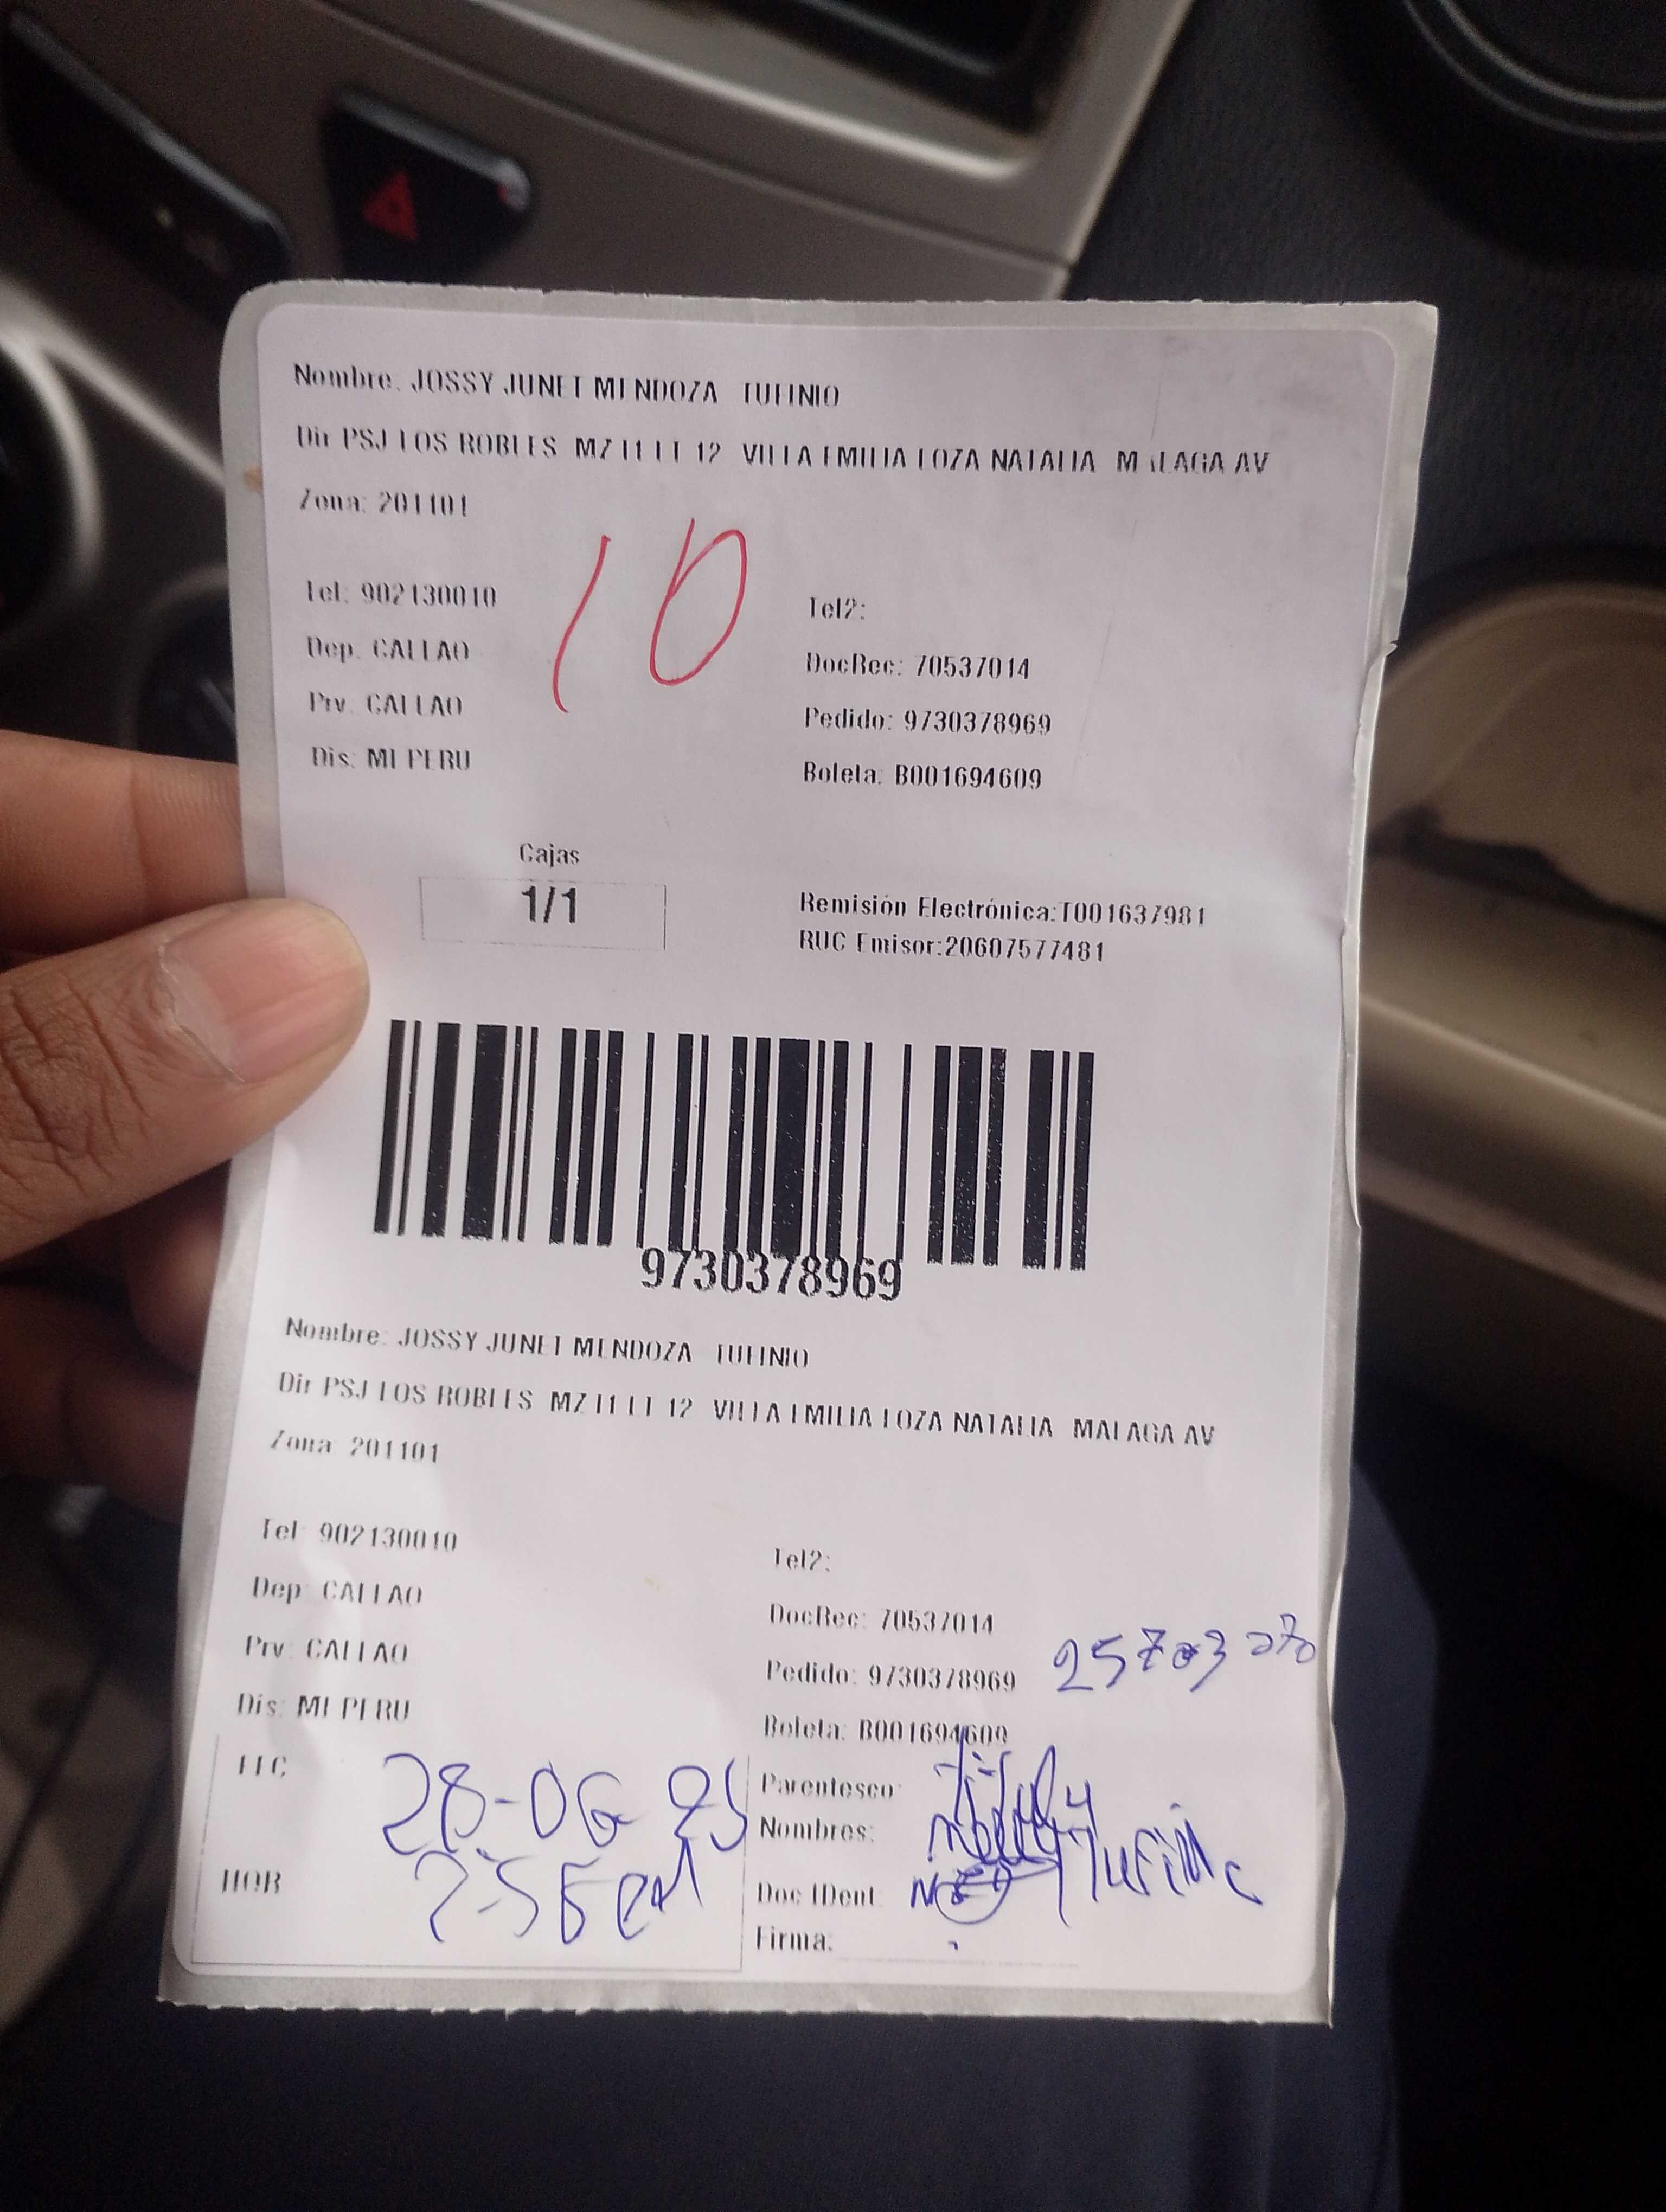 Nombre: JOSSY JUNET MENDOZA TUFINIO
Dir PSJ LOS ROBLES MZ I1 LT 12 VILLA EMILIA LOZA NATALIA MALAGA AV
Zona: 201101
10
Tel: 902130010
Tel2:
Dep: CALLAO
DocRec: 70537014
Prv: CALLAO
Pedido: 9730378969
Dis: MI PERU
Boleta: B001694609
Cajas
1/1
Remisión Electrónica:T001637981
RUC Emisor:20607577481
9730378969
Nombre: JOSSY JUNET MENDOZA TUFINIO
Dir PSJ LOS ROBLES MZ I1 LT 12 VILLA EMILIA LOZA NATALIA MALAGA AV
Zona: 201101
Tel: 902130010
Tel2:
Dep: CALLAO
DocRec: 70537014
Prv: CALLAO
Pedido: 9730378969
Dis: MI PERU
Boleta: B001694609
28-06
Parentesco:
Nombres:
HOR
Doc IDent:
Firma: